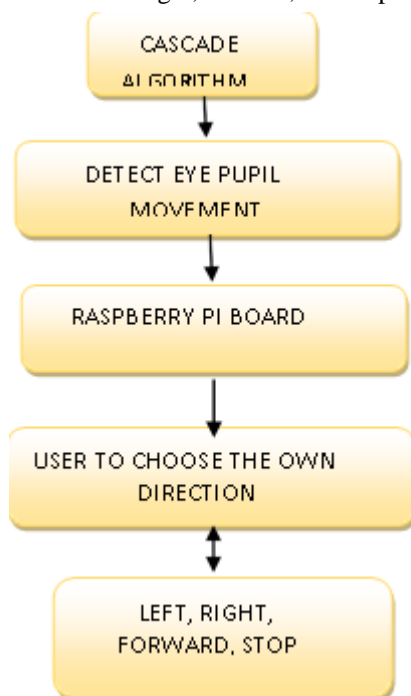 CASCADE
ALGORITHM
DETECT EYE PUPIL
MOVEMENT
RASPBERRY PI BOARD
USER TO CHOOSE THE OWN
DIRECTION
LEFT, RIGHT,
FORWARD, STOP